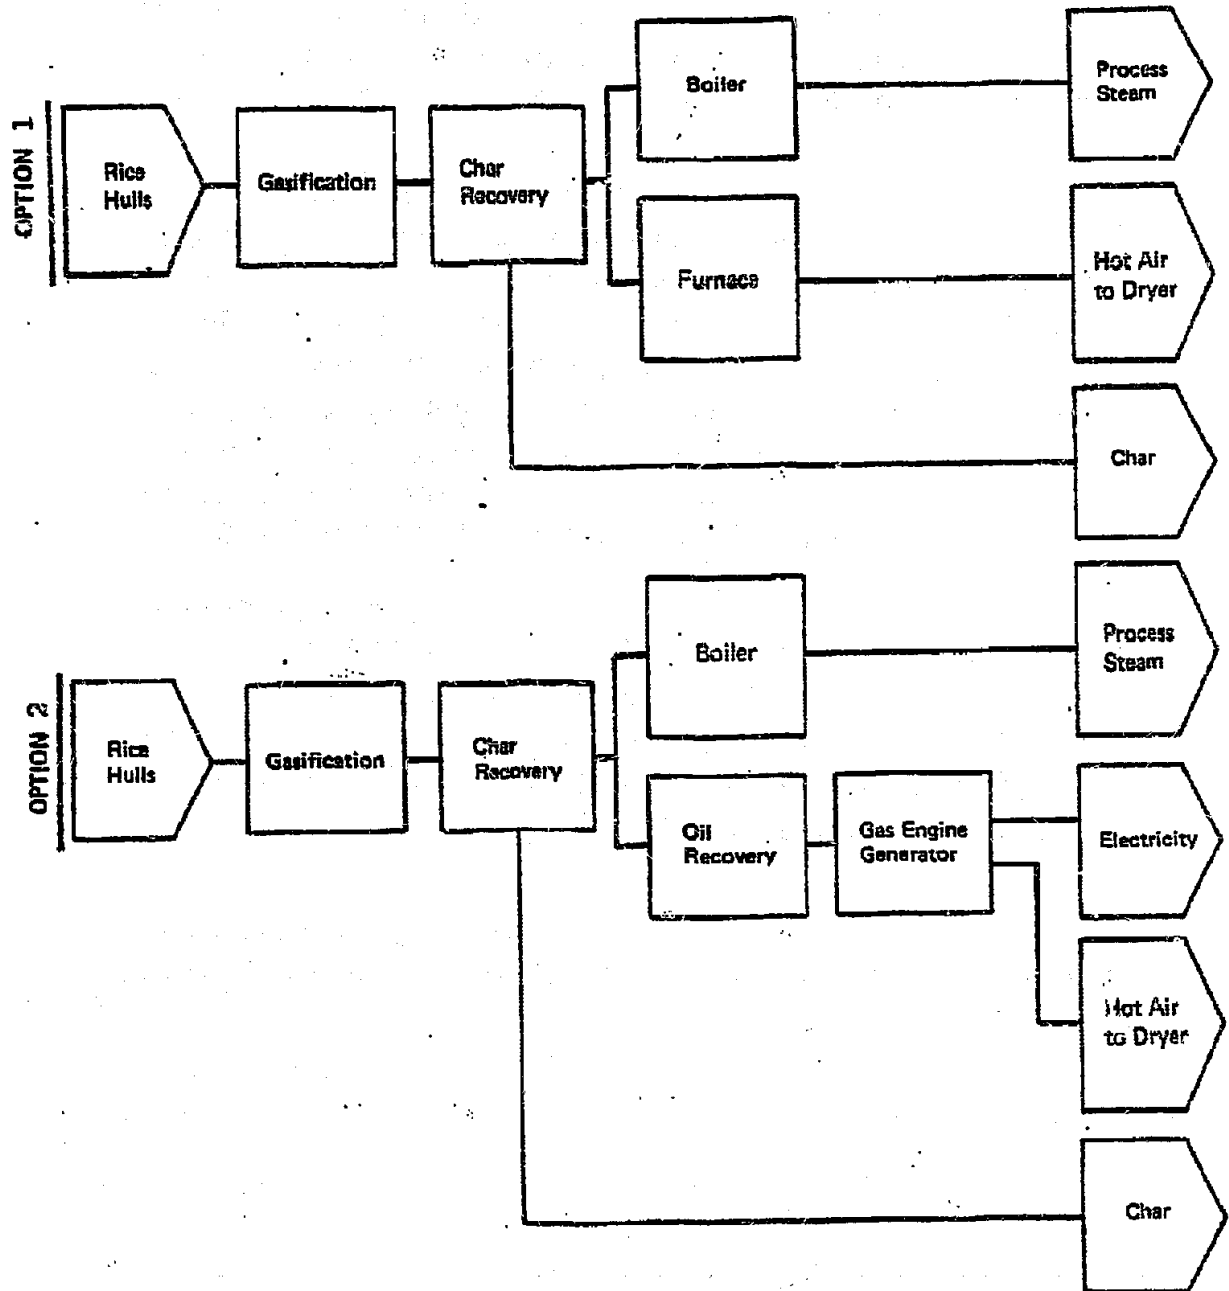 OPTION 1
Rice
Hulls
Gasification
Char
Recovery
Boiler
Process
Steam
Furnace
Hot Air
to Dryer
Char
OPTION 2
Rice
Hulls
Gasification
Char
Recovery
Boiler
Process
Steam
Oil
Recovery
Gas Engine
Generator
Electricity
Hot Air
to Dryer
Char